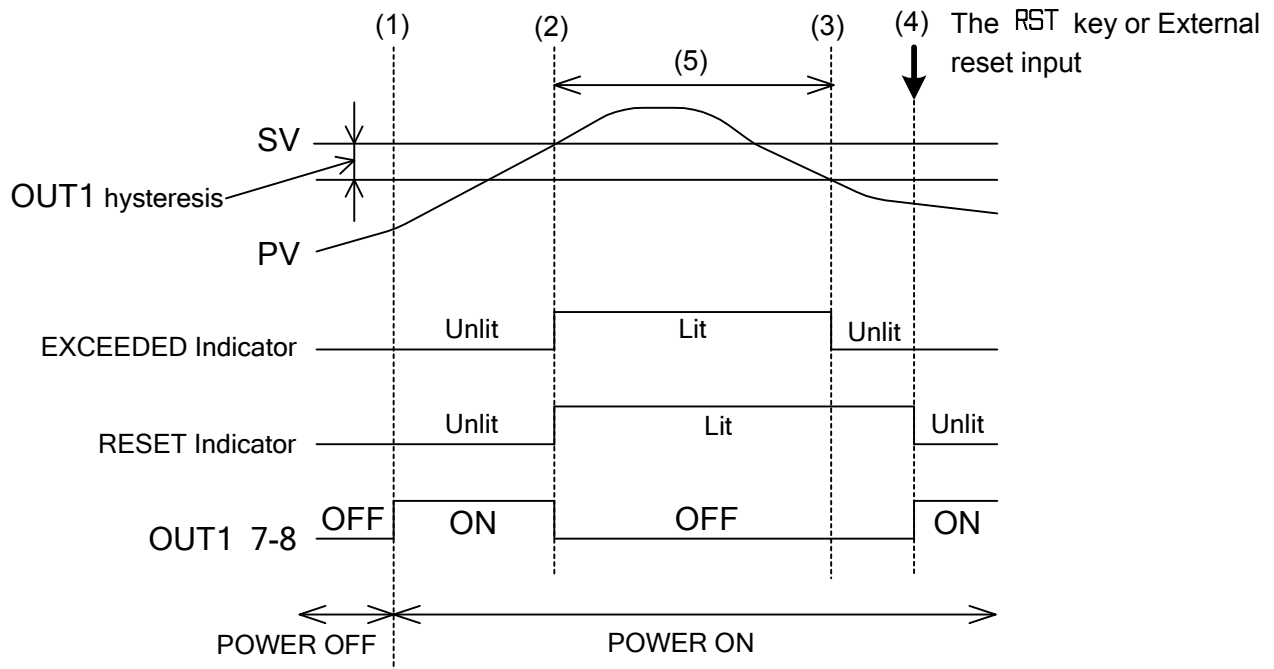 (1)
(2)
(3)
(4)
The RST key or External
reset input
(5)
SV
OUT1 hysteresis
PV
EXCEEDED Indicator
Unlit
Lit
Unlit
RESET Indicator
Unlit
Lit
Unlit
OUT1 7-8
OFF
ON
OFF
ON
POWER OFF
POWER ON